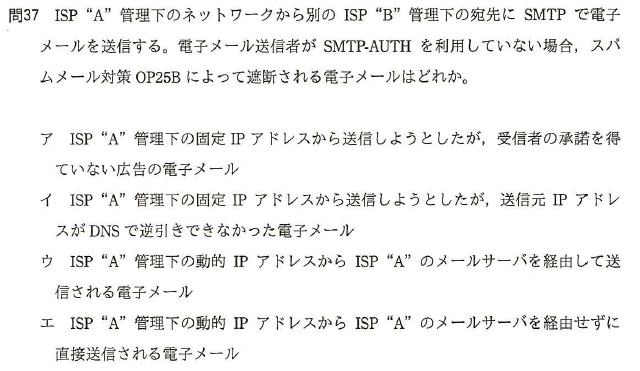 問37 ISP “A” 管理下のネットワークから別の ISP “B” 管理下の宛先に SMTP で電子
メールを送信する。電子メール送信者が SMTP-AUTH を利用していない場合，スパ
ムメール対策 OP25B によって遮断される電子メールはどれか。
ア ISP “A” 管理下の固定 IP アドレスから送信しようとしたが，受信者の承諾を得
ていない広告の電子メール
イ ISP “A” 管理下の固定 IP アドレスから送信しようとしたが，送信元 IP アドレ
スが DNS で逆引きできなかった電子メール
ウ ISP “A” 管理下の動的 IP アドレスから ISP “A” のメールサーバを経由して送
信される電子メール
エ ISP “A” 管理下の動的 IP アドレスから ISP “A” のメールサーバを経由せずに
直接送信される電子メール